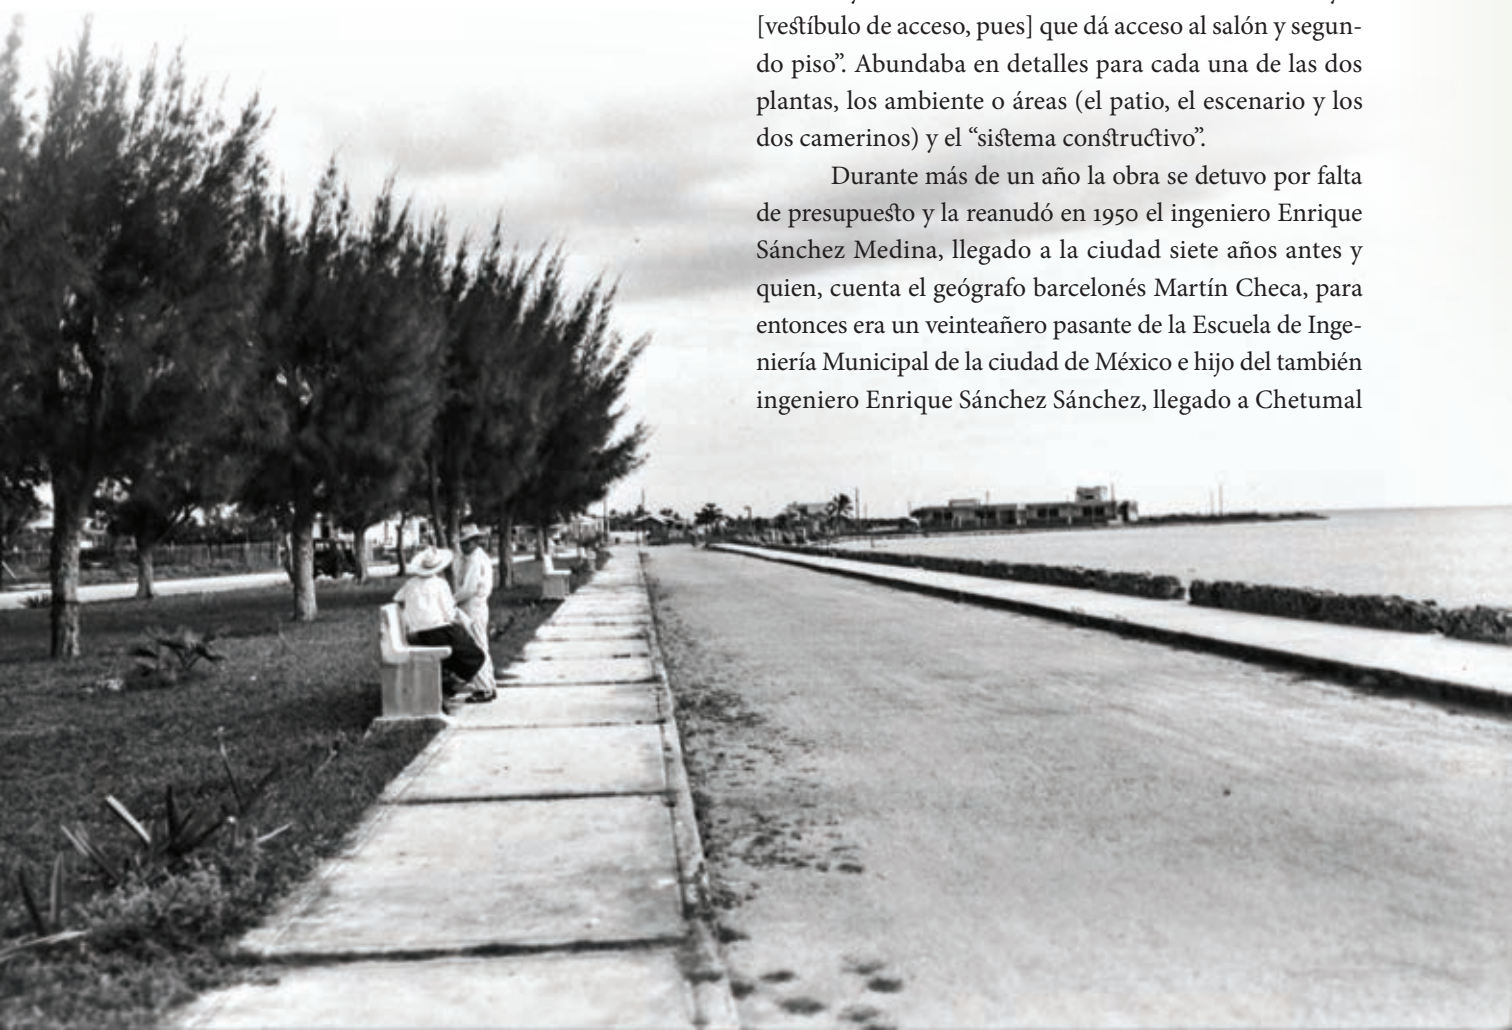 [vestíbulo de acceso, pues] que dá acceso al salón y segun-
do piso”. Abundaba en detalles para cada una de las dos
plantas, los ambiente o áreas (el patio, el escenario y los
dos camerinos) y el “sistema constructivo”.
Durante más de un año la obra se detuvo por falta
de presupuesto y la reanudó en 1950 el ingeniero Enrique
Sánchez Medina, llegado a la ciudad siete años antes y
quien, cuenta el geógrafo barcelonés Martín Checa, para
entonces era un veinteañero pasante de la Escuela de Inge-
niería Municipal de la ciudad de México e hijo del también
ingeniero Enrique Sánchez Sánchez, llegado a Chetumal